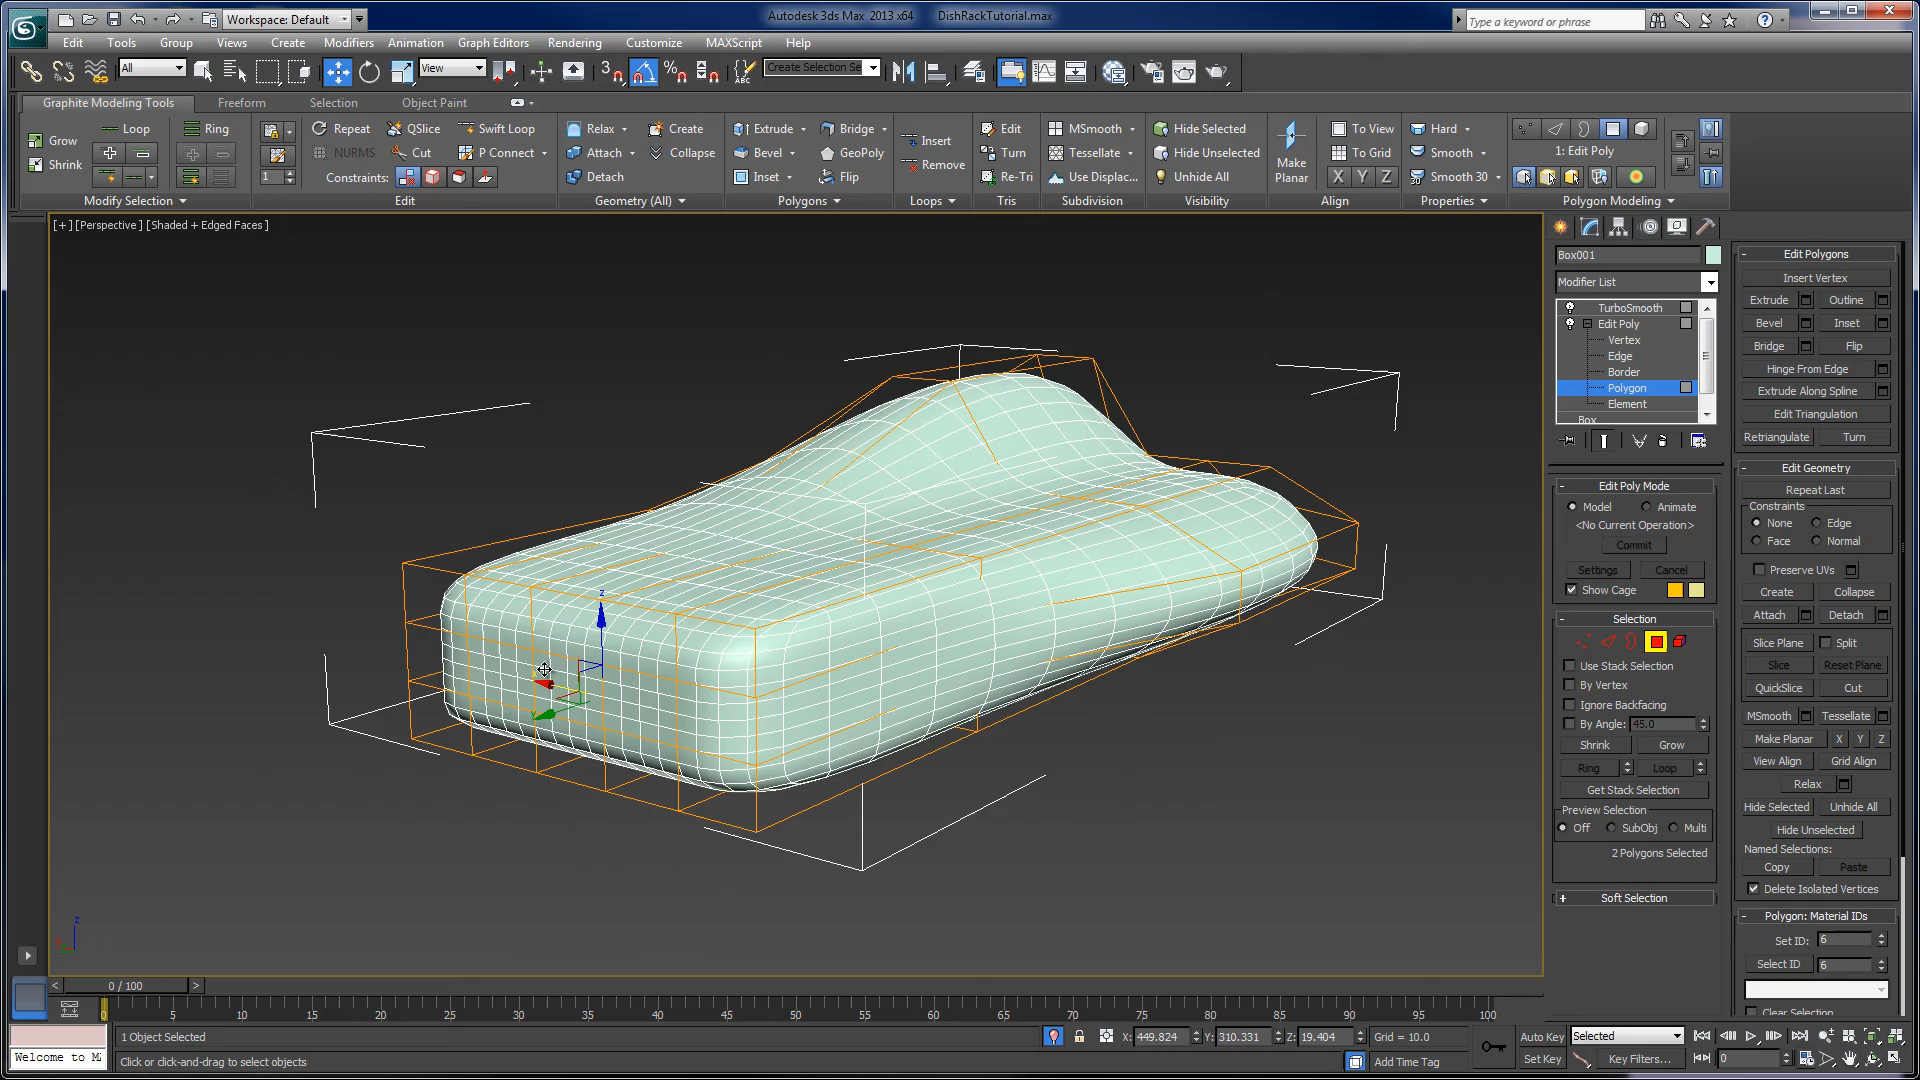 Workspace: Default
Autodesk 3ds Max 2013 x64 DishRackTutorial.max
Type a keyword or phrase
Edit Tools Group Views Create Modifiers Animation Graph Editors Rendering Customize MAXScript Help
All View Create Selection Se
Graphite Modeling Tools Freeform Selection Object Paint
Grow Loop Ring Repeat QSlice Swift Loop Relax Create Extrude Bridge Insert Edit MSmooth Hide Selected To View Hard
Shrink NURMS Cut P Connect Attach Collapse Bevel GeoPoly Remove Turn Tessellate Hide Unselected Make Planar To Grid Smooth 1: Edit Poly
1 Constraints: Detach Inset Flip Re-Tri Use Displac... Unhide All X Y Z Smooth 30
Modify Selection Edit Geometry (All) Polygons Loops Tris Subdivision Visibility Align Properties Polygon Modeling
[+] [Perspective ] [Shaded + Edged Faces ]
Box001
Modifier List
TurboSmooth
Edit Poly
Vertex
Edge
Border
Polygon
Element
Box
Edit Poly Mode
Model Animate
<No Current Operation>
Commit
Settings Cancel
Show Cage
Selection
Use Stack Selection
By Vertex
Ignore Backfacing
By Angle: 45.0
Shrink Grow
Ring Loop
Get Stack Selection
Preview Selection
Off SubObj Multi
2 Polygons Selected
Soft Selection
Edit Polygons
Insert Vertex
Extrude Outline
Bevel Inset
Bridge Flip
Hinge From Edge
Extrude Along Spline
Edit Triangulation
Retriangulate Turn
Edit Geometry
Repeat Last
Constraints
None Edge
Face Normal
Preserve UVs
Create Collapse
Attach Detach
Slice Plane Split
Slice Reset Plane
QuickSlice Cut
MSmooth Tessellate
Make Planar X Y Z
View Align Grid Align
Relax
Hide Selected Unhide All
Hide Unselected
Named Selections:
Copy Paste
Delete Isolated Vertices
Polygon: Material IDs
Set ID: 6
Select ID 6
Clear Selection
z
z
< 0 / 100 >
0 5 10 15 20 25 30 35 40 45 50 55 60 65 70 75 80 85 90 95 100
1 Object Selected X: 449.824 Y: 310.331 Z: 19.404 Grid = 10.0 Auto Key Selected
Welcome to M Click or click-and-drag to select objects Add Time Tag Set Key Key Filters... 0